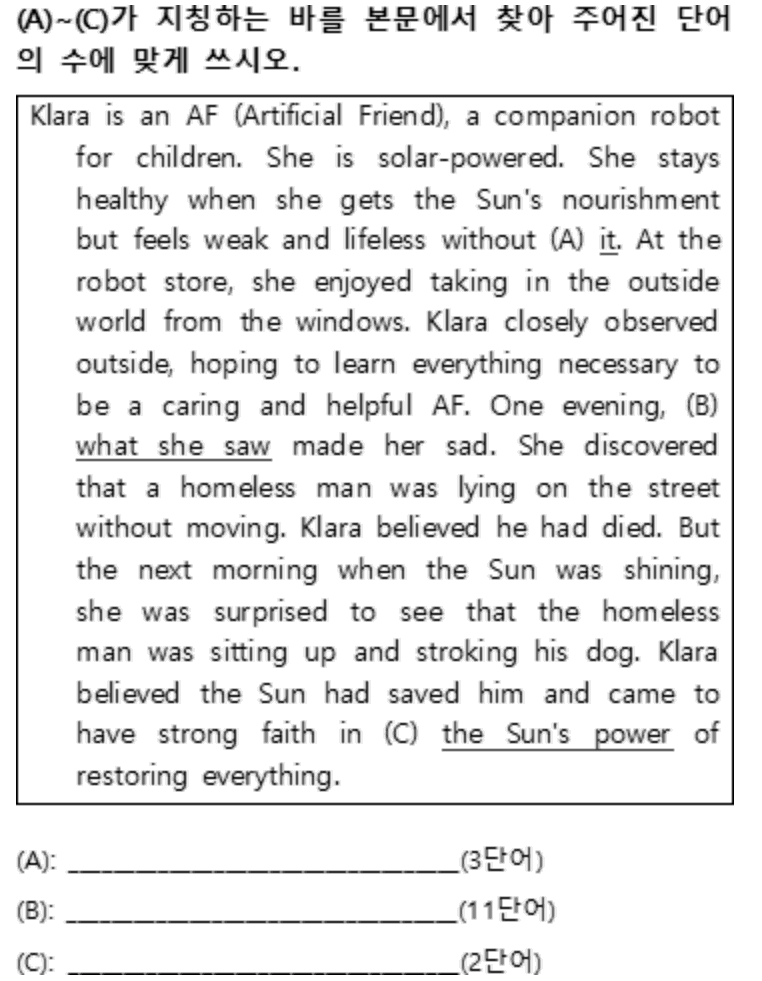 (A)~(C)가 지칭하는 바를 본문에서 찾아 주어진 단어
의 수에 맞게 쓰시오.
Klara is an AF (Artificial Friend), a companion robot
for children. She is solar-powered. She stays
healthy when she gets the Sun's nourishment
but feels weak and lifeless without (A) it. At the
robot store, she enjoyed taking in the outside
world from the windows. Klara closely observed
outside, hoping to learn everything necessary to
be a caring and helpful AF. One evening, (B)
what she saw made her sad. She discovered
that a homeless man was lying on the street
without moving. Klara believed he had died. But
the next morning when the Sun was shining,
she was surprised to see that the homeless
man was sitting up and stroking his dog. Klara
believed the Sun had saved him and came to
have strong faith in (C) the Sun's power of
restoring everything.
(A): ______________________________(3단어)
(B): ______________________________(11단어)
(C): ______________________________(2단어)